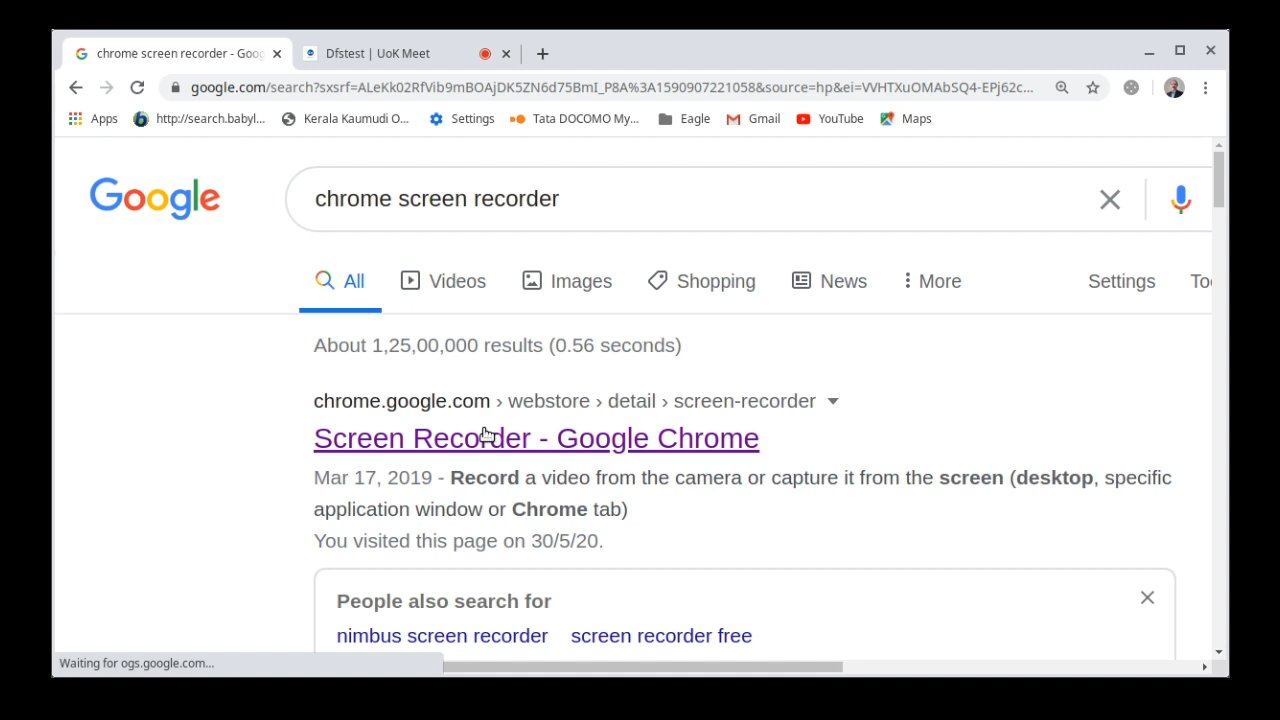 chrome screen recorder - Goog
Dfstest | UoK Meet
google.com/search?sxsrf=ALeKk02RfVib9mBOAjDK5ZN6d75BmI_P8A%3A1590907221058&source=hp&ei=VVHTXuOMAbSQ4-EPj62c...
Apps
http://search.babyl...
Kerala Kaumudi O...
Settings
Tata DOCOMO My...
Eagle
Gmail
YouTube
Maps
Google
chrome screen recorder
All
Videos
Images
Shopping
News
More
Settings
Too
About 1,25,00,000 results (0.56 seconds)
chrome.google.com › webstore › detail › screen-recorder
Screen Recorder - Google Chrome
Mar 17, 2019 - Record a video from the camera or capture it from the screen (desktop, specific
application window or Chrome tab)
You visited this page on 30/5/20.
People also search for
nimbus screen recorder
screen recorder free
Waiting for ogs.google.com...